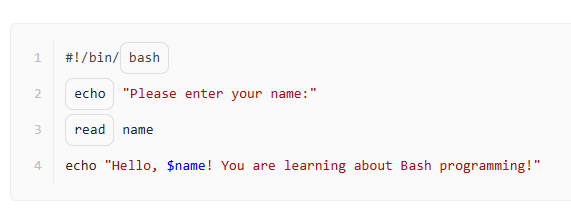 1 #!/bin/bash
2 echo "Please enter your name:"
3 read name
4 echo "Hello, $name! You are learning about Bash programming!"